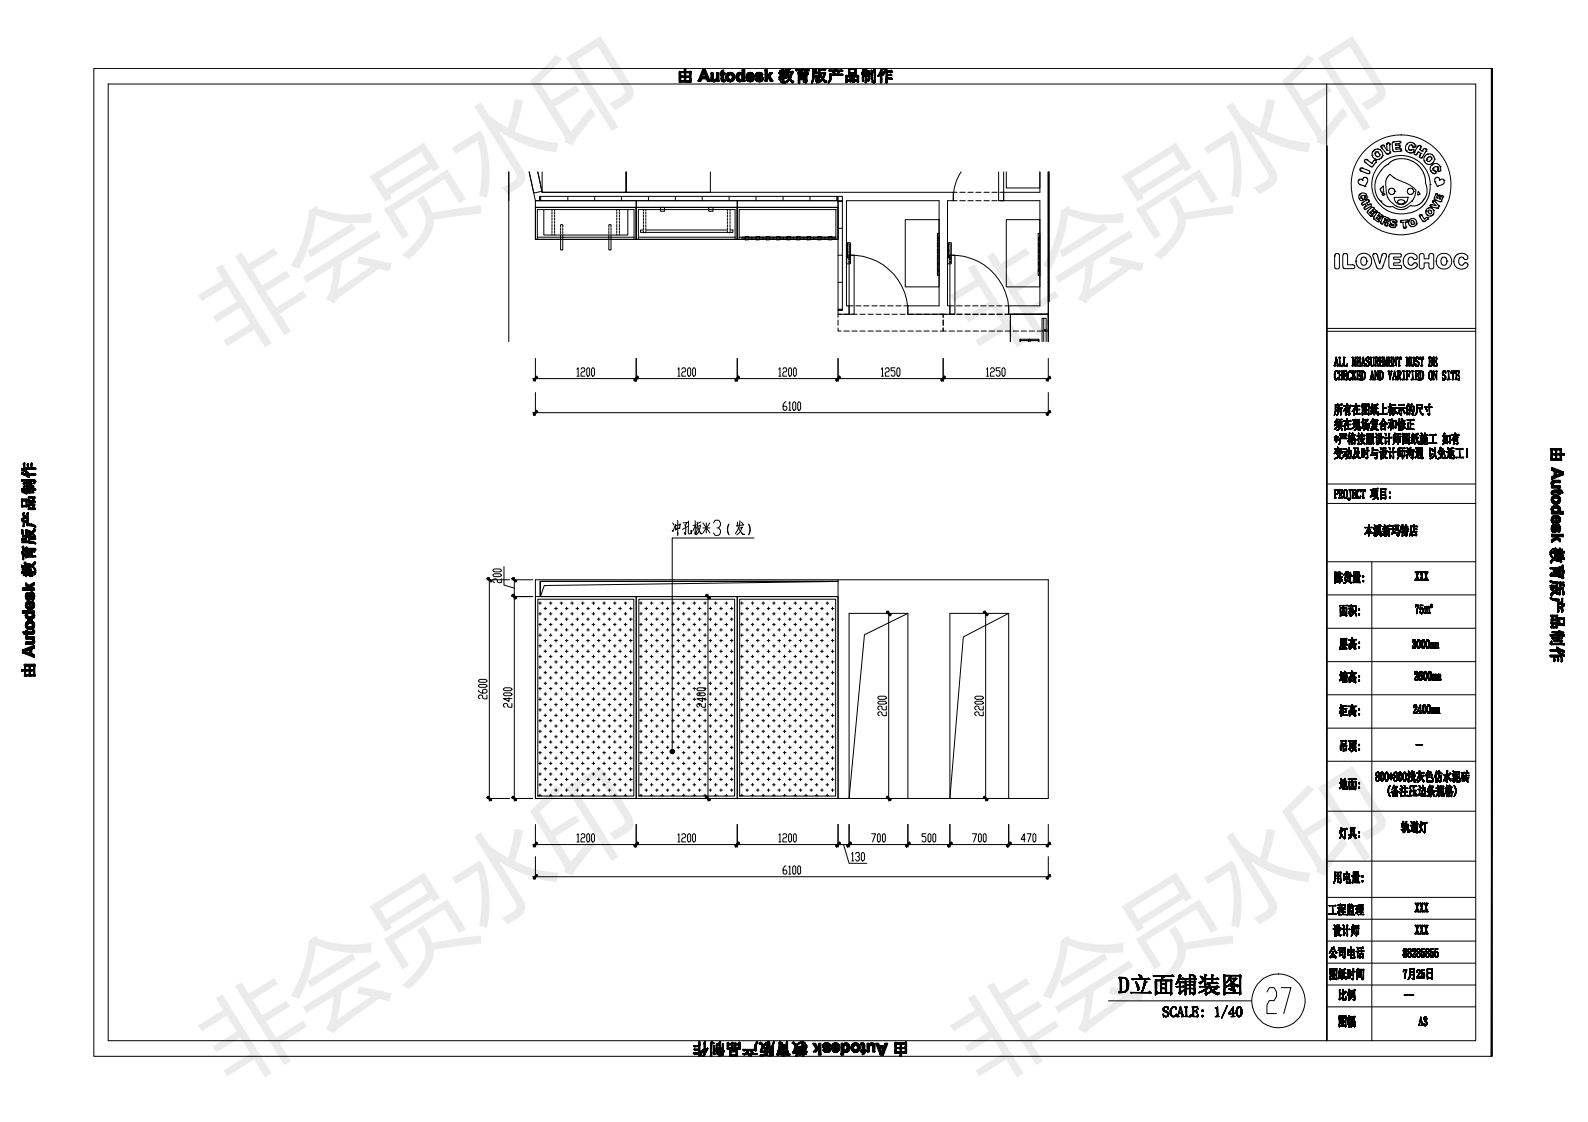 由 Autodesk 教育版产品制作
非会员水印
非会员水印
I LOVE CHOC
CHEERS TO LOVE
ILOVECHOC
ALL MEASUREMENT MUST BE
CHECKED AND VARIFIED ON SITE
所有在图纸上标示的尺寸
须在现场复合和修正
*严格按照设计师图纸施工 如有
变动及时与设计师沟通 以免返工!
PROJECT 项目:
本溪新玛特店
陈货量: XXX
面积: 75m²
层高: 3000mm
墙高: 2600mm
柜高: 2400mm
吊顶: —
地面: 800*800浅灰色仿水泥砖
(备注压边条规格)
灯具: 轨道灯
用电量:
工程监理 XXX
设计师 XXX
公司电话
图纸时间 7月25日
比例 —
图幅 A3
1200 1200 1200 1250 1250
6100
冲孔板*3(发)
200
2600
2400
2400
2200
2200
1200 1200 1200 700 500 700 470
130
6100
D立面铺装图
SCALE: 1/40
27
非会员水印
非会员水印
由 Autodesk 教育版产品制作
由 Autodesk 教育版产品制作
由 Autodesk 教育版产品制作